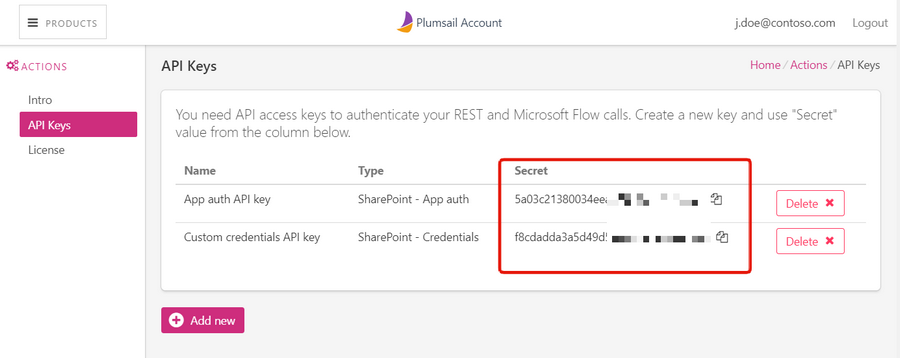 PRODUCTS
Plumsail Account
j.doe@contoso.com Logout
ACTIONS
API Keys
Home / Actions / API Keys
Intro
API Keys
License
You need API access keys to authenticate your REST and Microsoft Flow calls. Create a new key and use "Secret"
value from the column below.
Name Type Secret
App auth API key SharePoint - App auth 5a03c21380034ee Delete
Custom credentials API key SharePoint - Credentials f8cdadda3a5d49d Delete
Add new